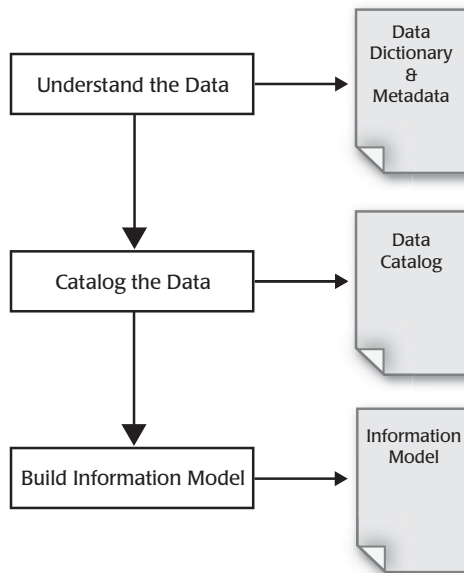 Understand the Data
Data
Dictionary
&
Metadata
Catalog the Data
Data
Catalog
Build Information Model
Information
Model